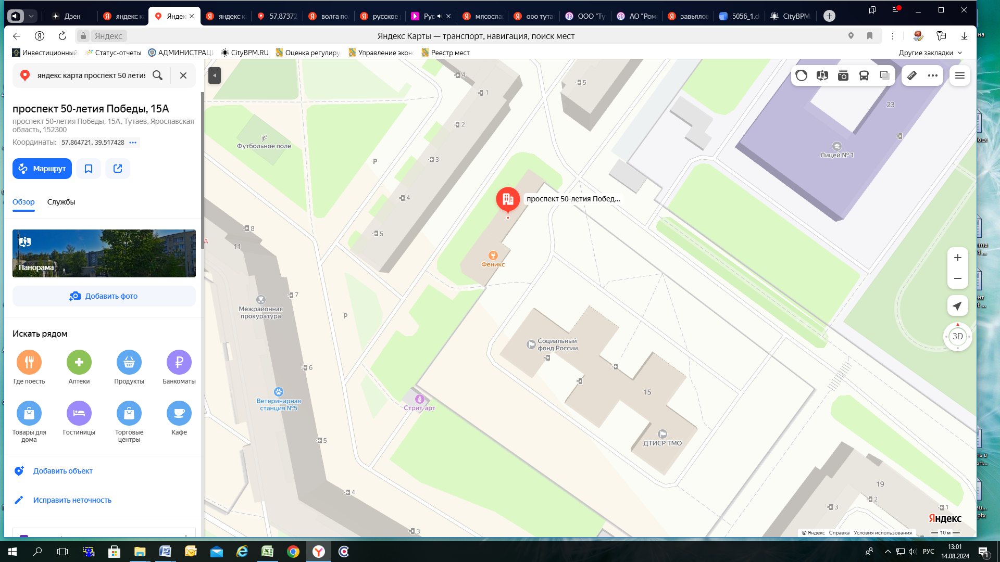 Дзен
яндекс к
Яндек
яндекс к
57.87372
волга по
русское
Рус
мясосла
ооо тута
ООО "Ту
АО "Ром
завьялов
5056_1.d
CityBPM.
Яндекс
Яндекс Карты — транспорт, навигация, поиск мест
Инвестиционный
Статус-отчеты
АДМИНИСТРАЦИ
CityBPM.RU
Оценка регулиру
Управление экон
Реестр мест
Другие закладки
яндекс карта проспект 50 летия
проспект 50-летия Победы, 15А
проспект 50-летия Победы, 15А, Тутаев, Ярославская
область, 152300
Координаты: 57.864721, 39.517428
Маршрут
Обзор
Службы
Панорама
Добавить фото
Искать рядом
Где поесть
Аптеки
Продукты
Банкоматы
Товары для
дома
Гостиницы
Торговые
центры
Кафе
Добавить объект
Исправить неточность
4
1
5
2
23
Футбольное поле
3
P
Лицей № 1
4
проспект 50-летия Побед...
8
5
11
Феникс
7
Межрайонная
прокуратура
P
Социальный
фонд России
3D
6
15
Ветеринарная
станция №5
Стрит-арт
5
ДТИСР ТМО
4
19
2
3
1
3
Яндекс
© Яндекс Справка Условия использования
10 м
РУС
13:01
14.08.2024
1